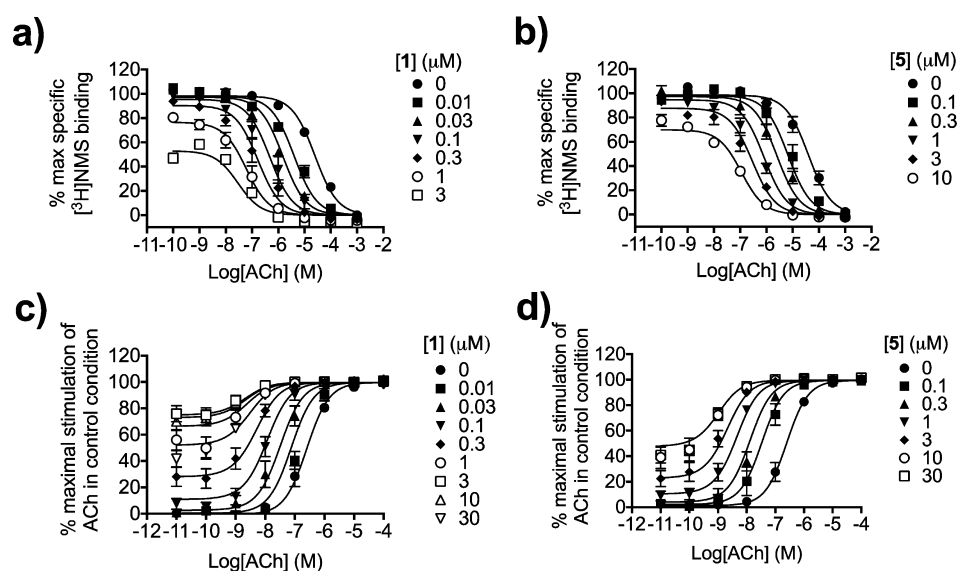 a)
% max specific
[³H]NMS binding
120
100
80
60
40
20
0
-11 -10 -9 -8 -7 -6 -5 -4 -3 -2
Log[ACh] (M)
[1] (μM)
0
0.01
0.03
0.1
0.3
1
3
b)
% max specific
[³H]NMS binding
120
100
80
60
40
20
0
-11 -10 -9 -8 -7 -6 -5 -4 -3 -2
Log[ACh] (M)
[5] (μM)
0
0.1
0.3
1
3
10
c)
% maximal stimulation of
ACh in control condition
120
100
80
60
40
20
0
-12 -11 -10 -9 -8 -7 -6 -5 -4
Log[ACh] (M)
[1] (μM)
0
0.01
0.03
0.1
0.3
1
3
10
30
d)
% maximal stimulation of
ACh in control condition
120
100
80
60
40
20
0
-12 -11 -10 -9 -8 -7 -6 -5 -4
Log[ACh] (M)
[5] (μM)
0
0.1
0.3
1
3
10
30